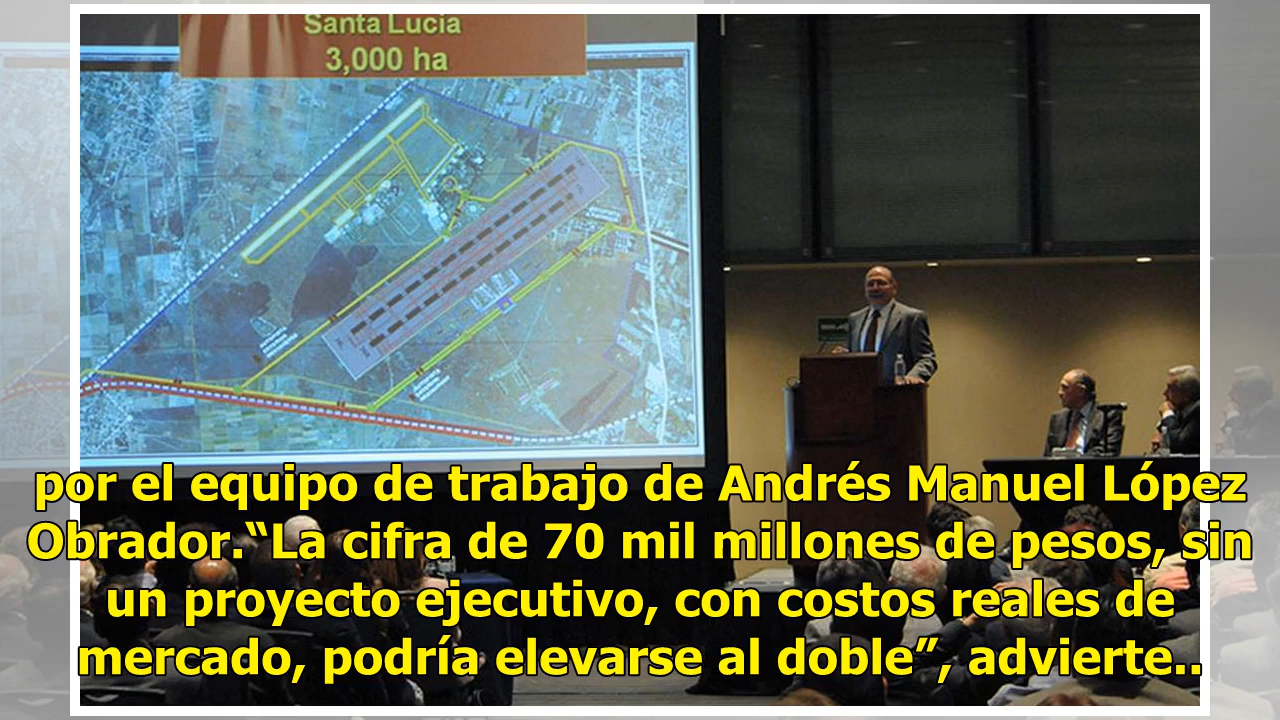 Santa Lucía
3,000 ha
por el equipo de trabajo de Andrés Manuel López
Obrador.“La cifra de 70 mil millones de pesos, sin
un proyecto ejecutivo, con costos reales de
mercado, podría elevarse al doble”, advierte..